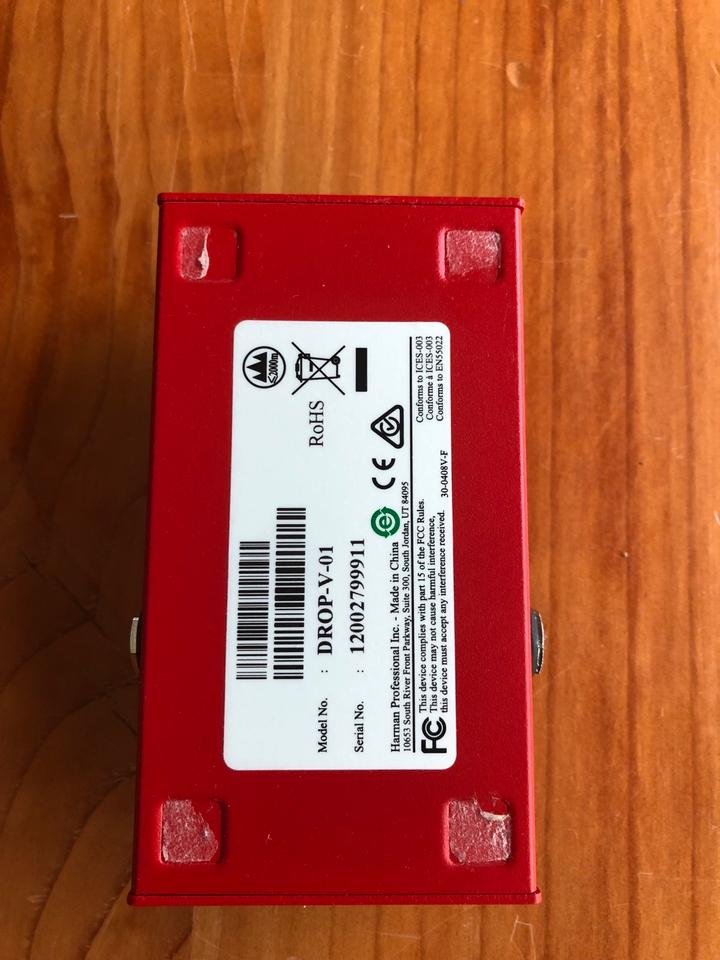 ≤2000m
RoHS
Model No. : DROP-V-01
Serial No. : 12002799911
Harman Professional Inc. - Made in China
10653 South River Front Parkway, Suite 300, South Jordan, UT 84095
e
CE
FC
This device complies with part 15 of the FCC Rules.
This device may not cause harmful interference,
this device must accept any interference received.
30-0408V-F
Conforms to ICES-003
Conforme à ICES-003
Conforms to EN55022